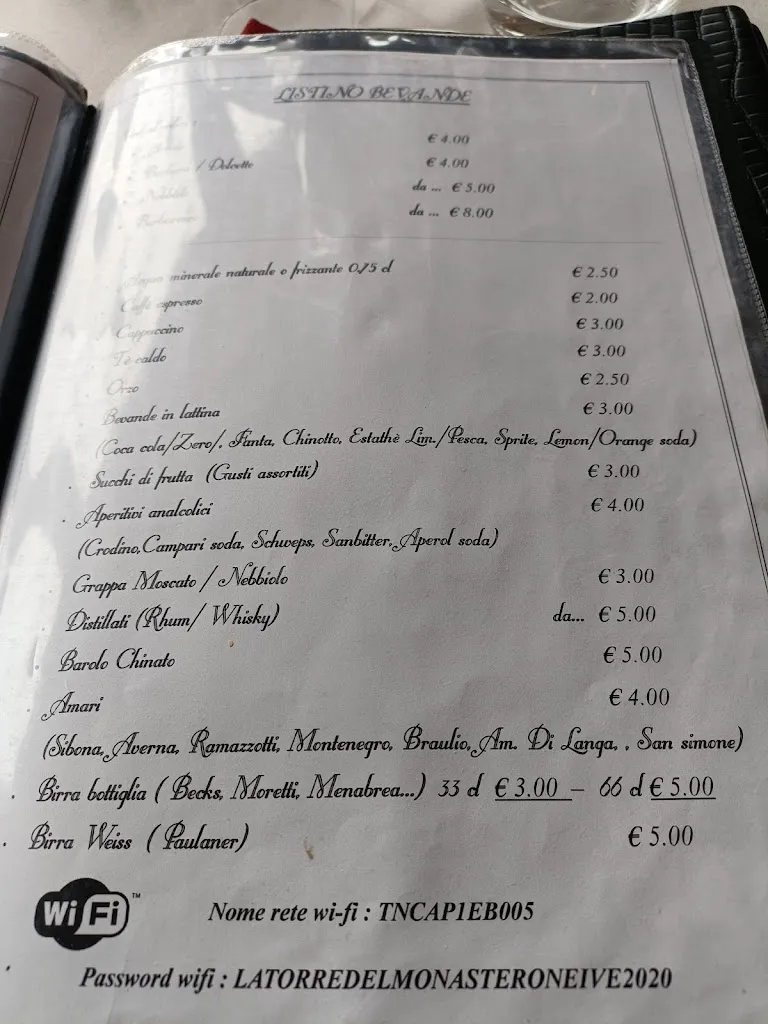 LISTINO BEVANDE
€ 4.00
/ Dolcetto € 4.00
da ... € 5.00
da ... € 8.00
Acqua minerale naturale o frizzante 0,75 cl € 2.50
Caffè espresso € 2.00
Cappuccino € 3.00
Tè caldo € 3.00
Orzo € 2.50
Bevande in lattina € 3.00
(Coca cola/Zero/, Fanta, Chinotto, Estathè Lim./Pesca, Sprite, Lemon/Orange soda)
Succhi di frutta (Gusti assortiti) € 3.00
Aperitivi analcolici € 4.00
(Crodino, Campari soda, Schweps, Sanbitter, Aperol soda)
Grappa Moscato / Nebbiolo € 3.00
Distillati (Rhum/ Whisky) da... € 5.00
Barolo Chinato € 5.00
Amari € 4.00
(Sibona, Averna, Ramazzotti, Montenegro, Braulio, Am. Di Langa, , San simone)
Birra bottiglia ( Becks, Moretti, Menabrea...) 33 cl € 3.00 – 66 cl € 5.00
Birra Weiss ( Paulaner) € 5.00
Wi Fi ™ Nome rete wi-fi : TNCAP1EB005
Password wifi : LATORREDELMONASTERONEIVE2020